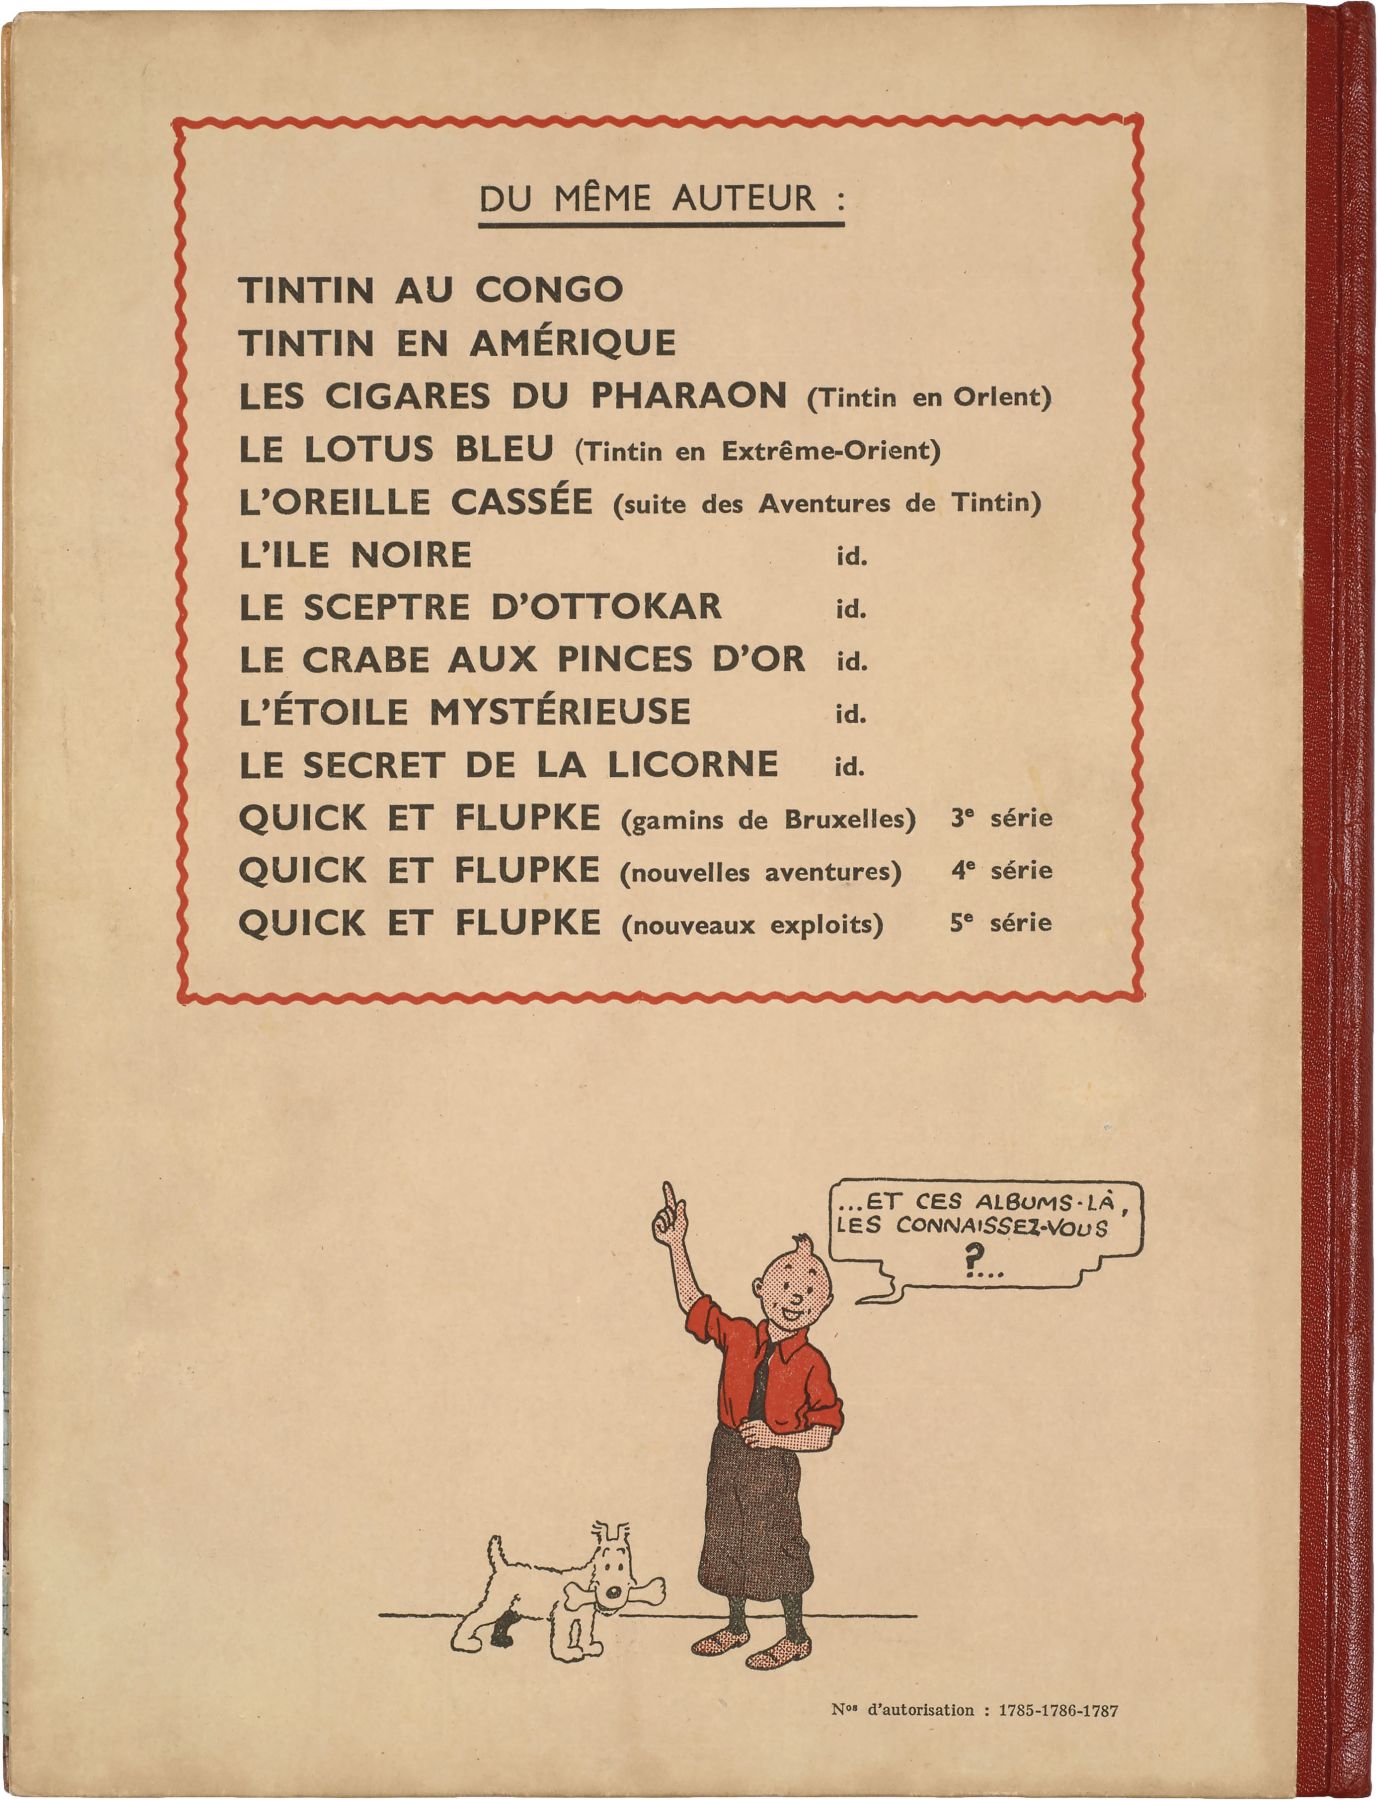 DU MÊME AUTEUR :
TINTIN AU CONGO
TINTIN EN AMÉRIQUE
LES CIGARES DU PHARAON (Tintin en Orient)
LE LOTUS BLEU (Tintin en Extrême-Orient)
L'OREILLE CASSÉE (suite des Aventures de Tintin)
L'ILE NOIRE id.
LE SCEPTRE D'OTTOKAR id.
LE CRABE AUX PINCES D'OR id.
L'ÉTOILE MYSTÉRIEUSE id.
LE SECRET DE LA LICORNE id.
QUICK ET FLUPKE (gamins de Bruxelles) 3e série
QUICK ET FLUPKE (nouvelles aventures) 4e série
QUICK ET FLUPKE (nouveaux exploits) 5e série
...ET CES ALBUMS-LÀ,
LES CONNAISSEZ-VOUS
?...
Nos d'autorisation : 1785-1786-1787